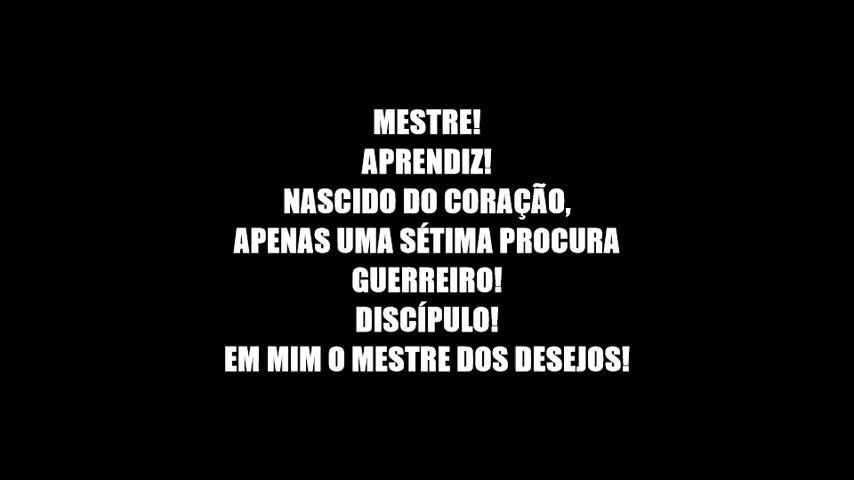 MESTRE!
APRENDIZ!
NASCIDO DO CORAÇÃO,
APENAS UMA SÉTIMA PROCURA
GUERREIRO!
DISCÍPULO!
EM MIM O MESTRE DOS DESEJOS!